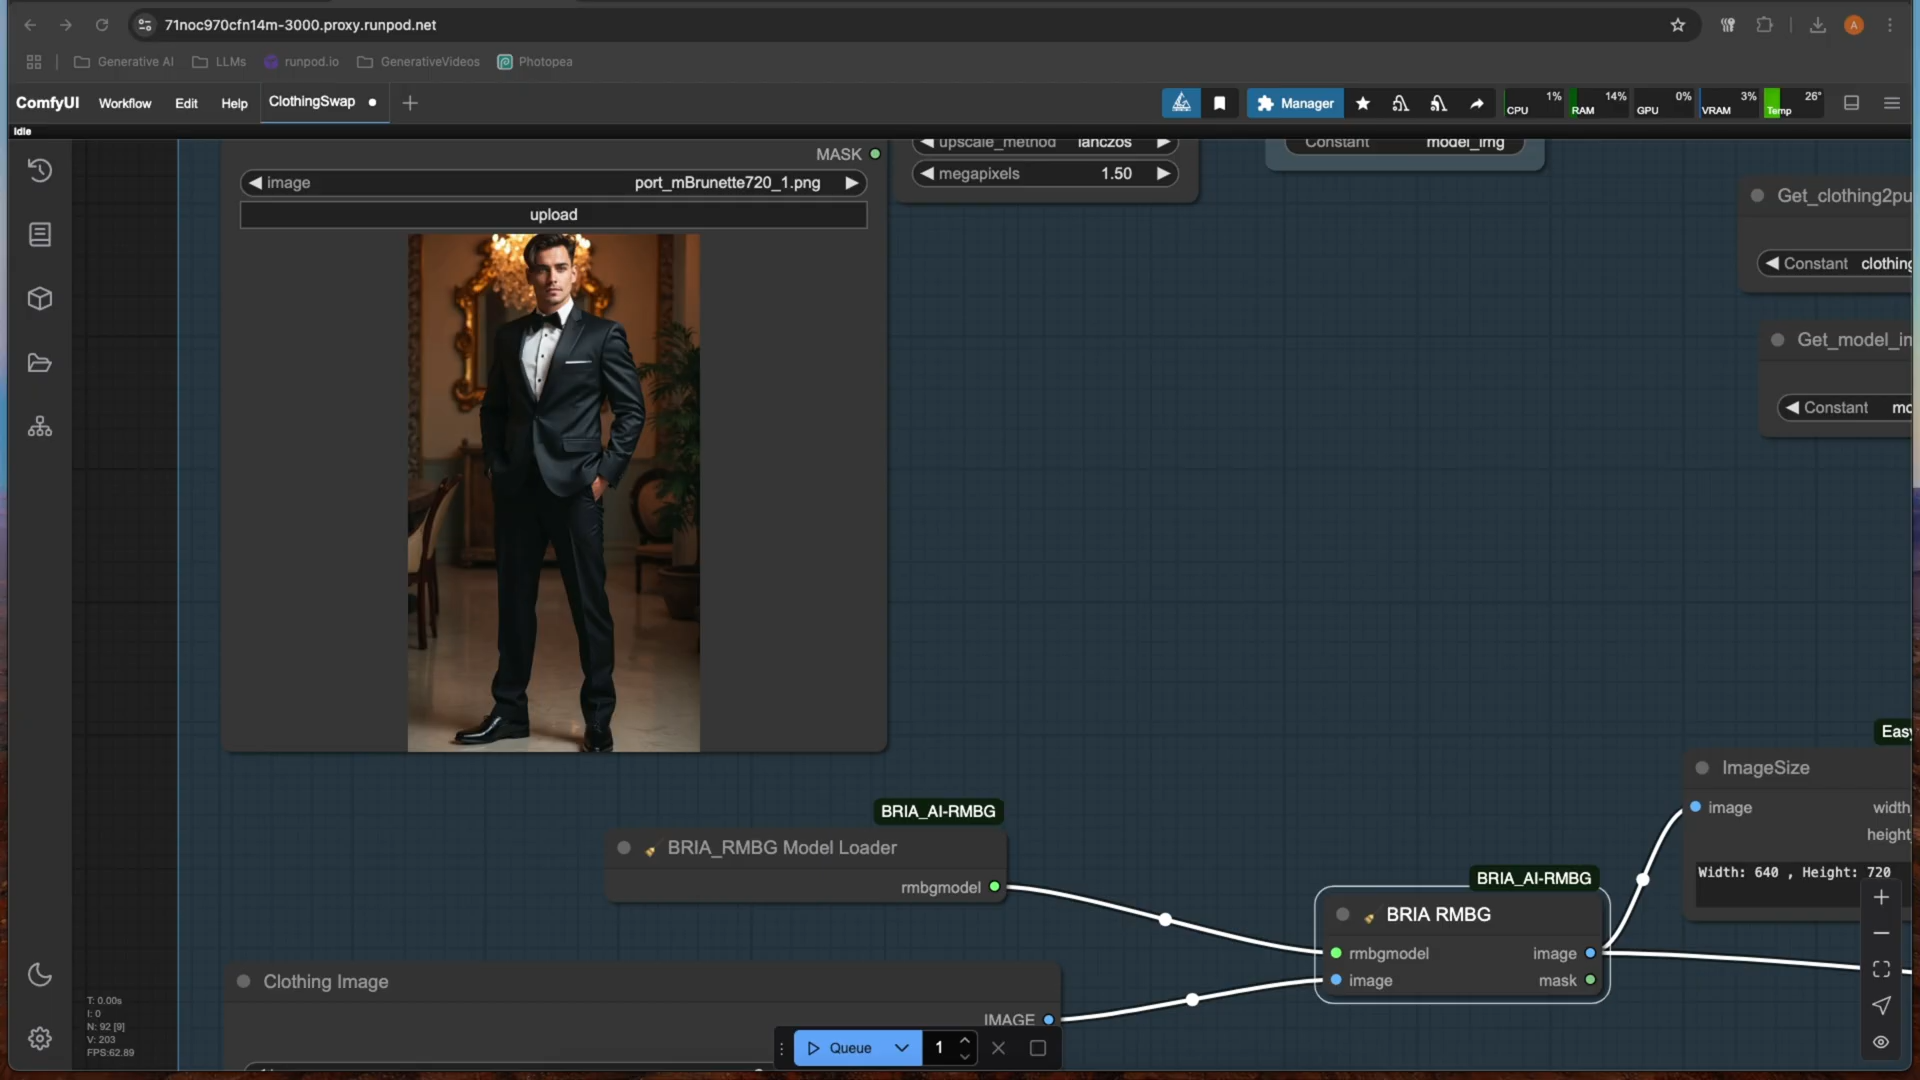 71noc970cfn14m-3000.proxy.runpod.net
A
Generative AI
LLMs
runpod.io
GenerativeVideos
Photopea
ComfyUI
Workflow
Edit
Help
ClothingSwap
Manager
CPU 1%
RAM 14%
GPU 0%
VRAM 3%
Temp 26°
Idle
MASK
image port_mBrunette720_1.png
upload
upscale_method lanczos
megapixels 1.50
Constant model_img
Get_clothing2pu
Constant clothing
Get_model_im
Constant mo
Easy
ImageSize
image width
height
Width: 640 , Height: 720
BRIA_AI-RMBG
BRIA_RMBG Model Loader
rmbgmodel
BRIA_AI-RMBG
BRIA RMBG
rmbgmodel image
image mask
Clothing Image
IMAGE
T: 0.00s
I: 0
N: 92 [9]
V: 203
FPS:62.89
Queue
1